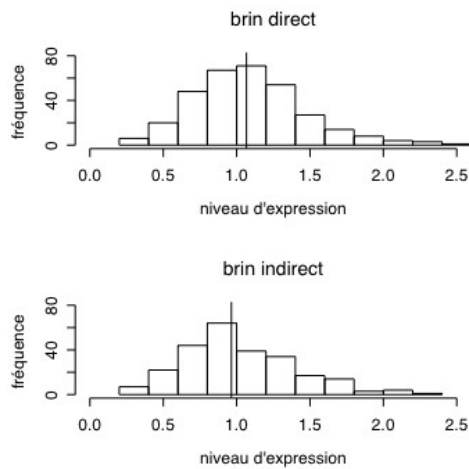 brin direct
fréquence
80
40
0
0.0 0.5 1.0 1.5 2.0 2.5
niveau d'expression
brin indirect
fréquence
80
40
0
0.0 0.5 1.0 1.5 2.0 2.5
niveau d'expression